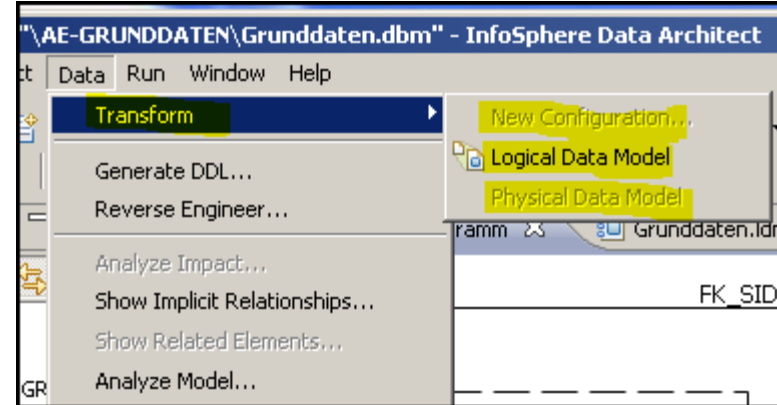 "\AE-GRUNDDATEN\Grunddaten.dbm" - InfoSphere Data Architect
ct Data Run Window Help
Transform
New Configuration...
Logical Data Model
Physical Data Model
Generate DDL...
Reverse Engineer...
ramm Grunddaten.ldm
Analyze Impact...
Show Implicit Relationships...
FK_SID
Show Related Elements...
Analyze Model...
GR